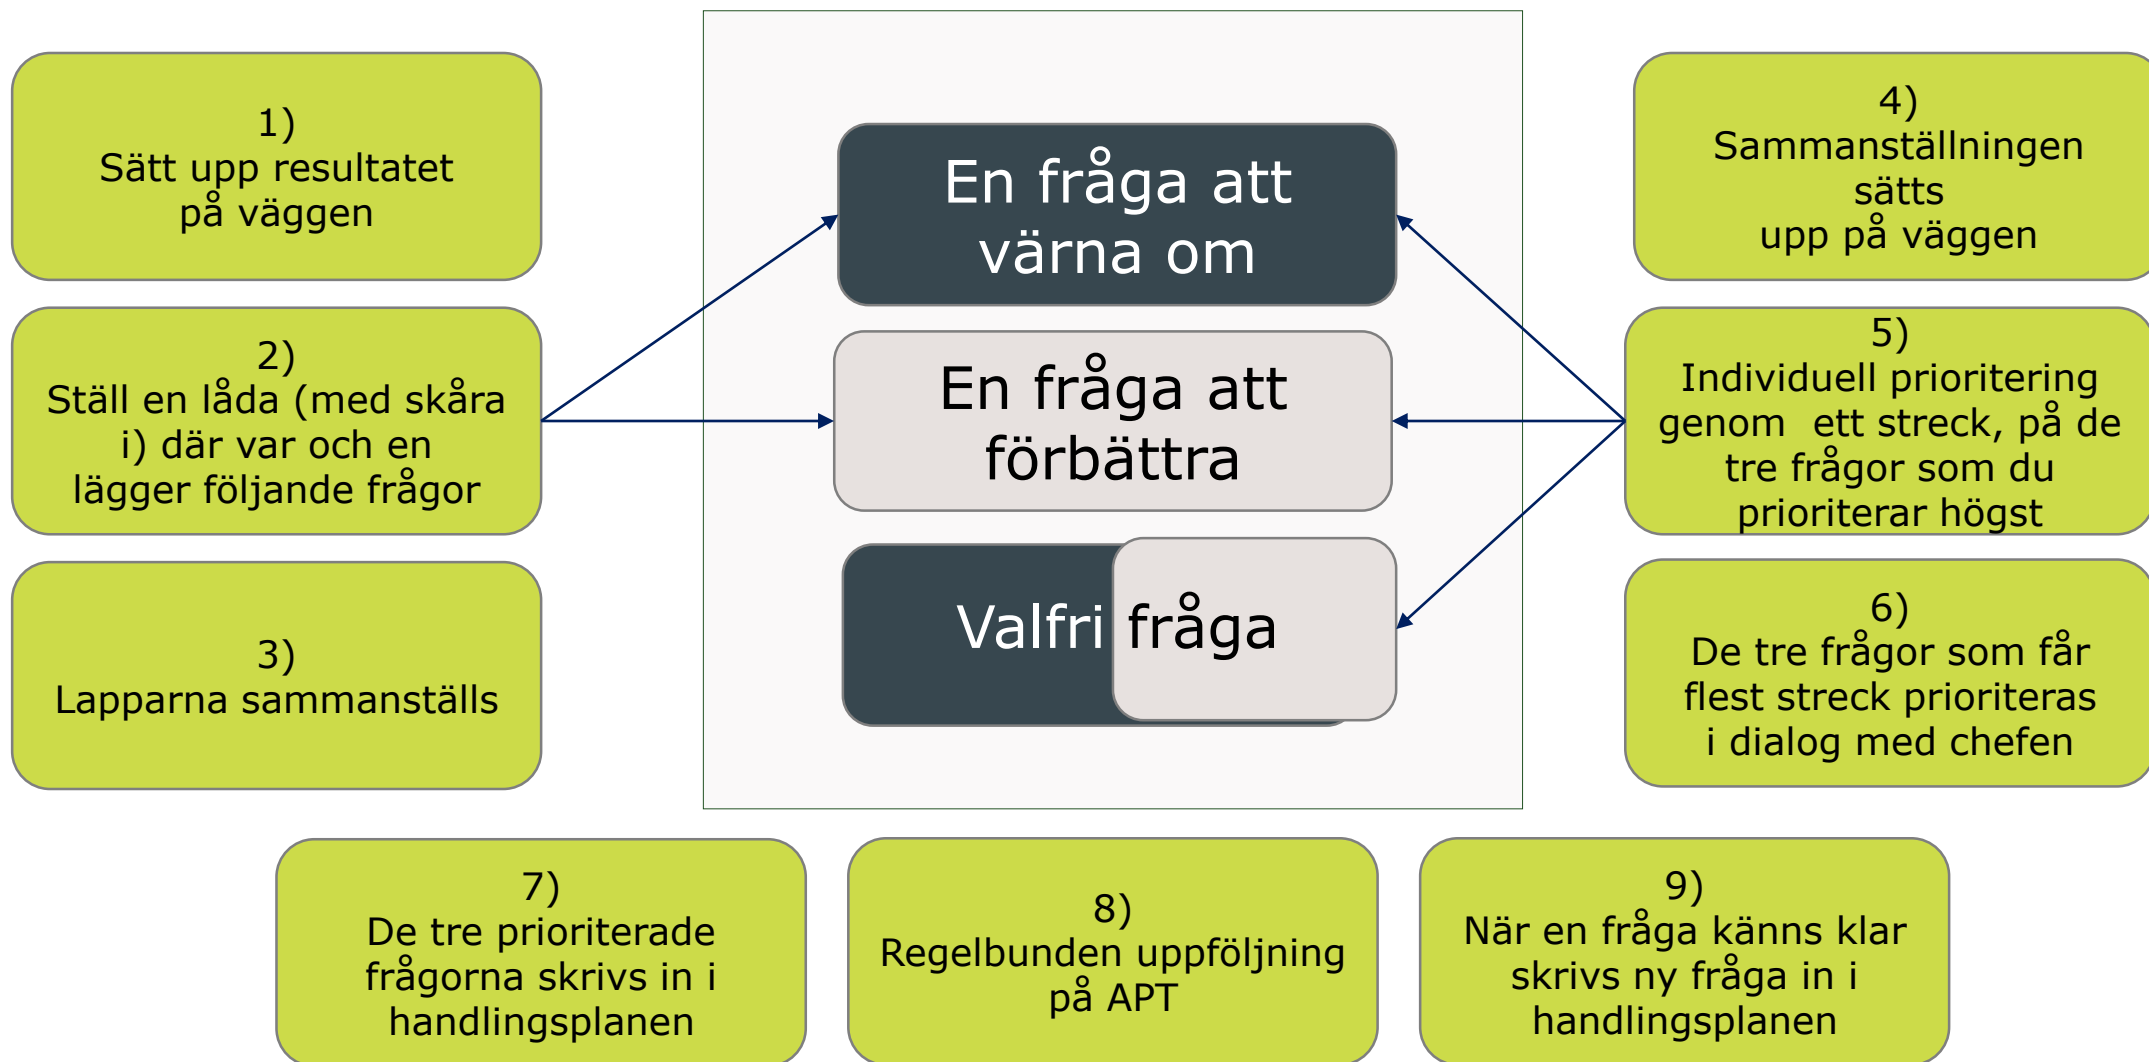 1)
Sätt upp resultatet
på väggen
2)
Ställ en låda (med skåra
i) där var och en
lägger följande frågor
3)
Lapparna sammanställs
En fråga att
värna om
En fråga att
förbättra
Valfri fråga
4)
Sammanställningen
sätts
upp på väggen
5)
Individuell prioritering
genom  ett streck, på de
tre frågor som du
prioriterar högst
6)
De tre frågor som får
flest streck prioriteras
i dialog med chefen
7)
De tre prioriterade
frågorna skrivs in i
handlingsplanen
8)
Regelbunden uppföljning
på APT
9)
När en fråga känns klar
skrivs ny fråga in i
handlingsplanen